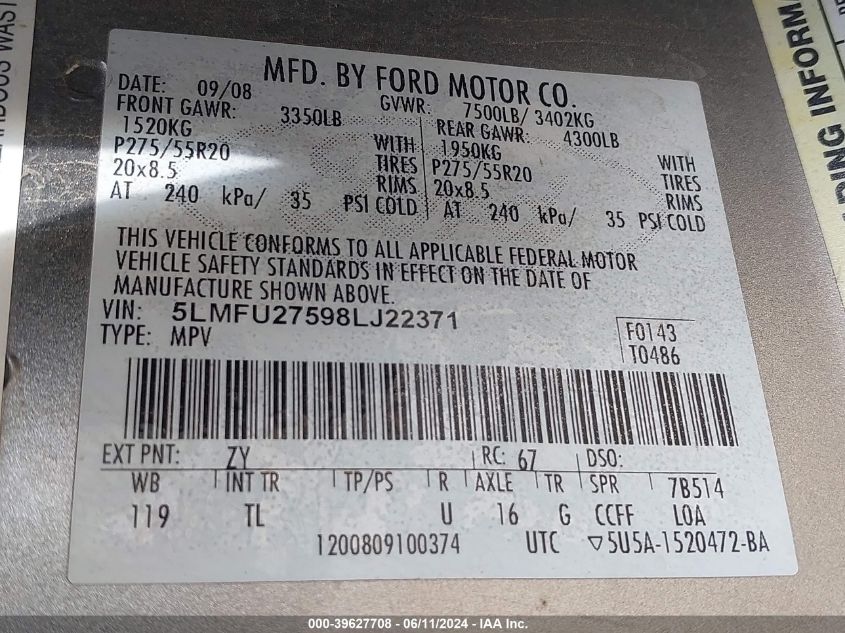 MFD. BY FORD MOTOR CO.
DATE: 09/08 GVWR: 7500LB/ 3402KG
FRONT GAWR: 3350LB REAR GAWR: 4300LB
1520KG WITH 1950KG WITH
P275/55R20 TIRES P275/55R20 TIRES
20x8.5 RIMS 20x8.5 RIMS
AT 240 kPa/ 35 PSI COLD AT 240 kPa/ 35 PSI COLD
THIS VEHICLE CONFORMS TO ALL APPLICABLE FEDERAL MOTOR
VEHICLE SAFETY STANDARDS IN EFFECT ON THE DATE OF
MANUFACTURE SHOWN ABOVE.
VIN: 5LMFU27598LJ22371
TYPE: MPV
F0143
T0486
EXT PNT: ZY RC: 67 DSO:
WB INT TR TP/PS R AXLE TR SPR 7B514
119 TL U 16 G CCFF LOA
1200809100374 UTC ▽5U5A-1520472-BA
ARING INFORM
000-39627708 - 06/11/2024 - IAA Inc.